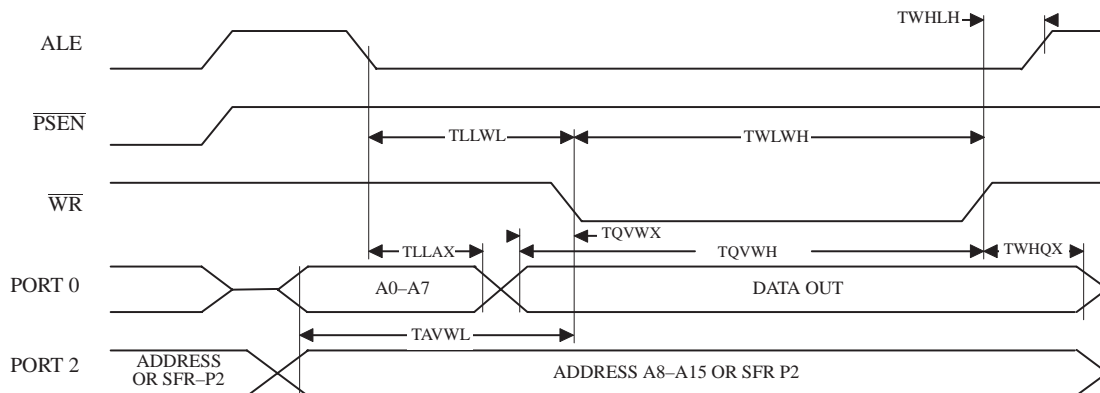 TWHLH
ALE
PSEN
TLLWL
TWLWH
WR
TQVWX
TLLAX
TQVWH
TWHQX
PORT 0
A0–A7
DATA OUT
TAVWL
PORT 2
ADDRESS
OR SFR–P2
ADDRESS A8–A15 OR SFR P2